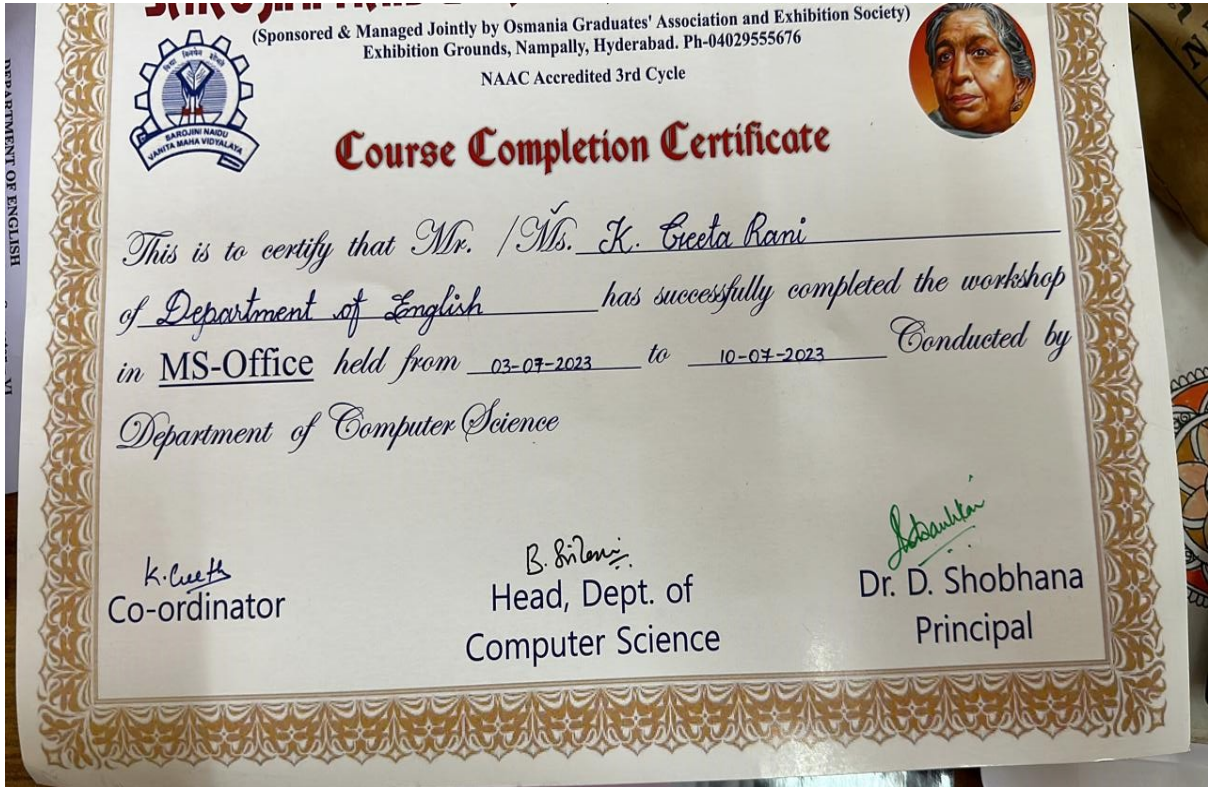 (Sponsored & Managed Jointly by Osmania Graduates' Association and Exhibition Society)
Exhibition Grounds, Nampally, Hyderabad. Ph-04029555676
NAAC Accredited 3rd Cycle
SAROJINI NAIDU
VANITA MAHA VIDYALAYA
Course Completion Certificate
This is to certify that Mr. /Ms. K. Geeta Rani
of Department of English has successfully completed the workshop
in MS-Office held from 03-07-2023 to 10-07-2023 Conducted by
Department of Computer Science
Co-ordinator
Head, Dept. of
Computer Science
Dr. D. Shobhana
Principal
DEPARTMENT OF ENGLISH